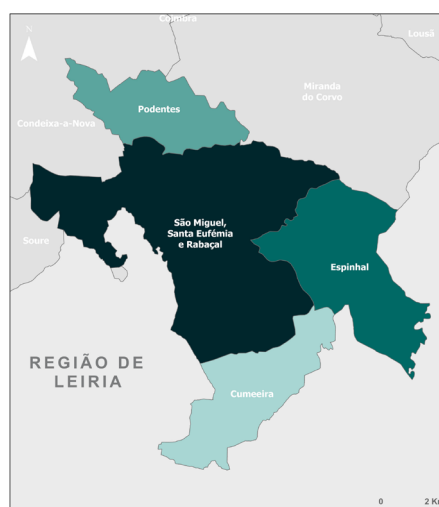 Coimbra
N
Lousã
Miranda
do Corvo
Podentes
Condeixa-a-Nova
São Miguel,
Santa Eufémia
e Rabaçal
Soure
Espinhal
REGIÃO DE
LEIRIA
Cumeeira
0 2 K